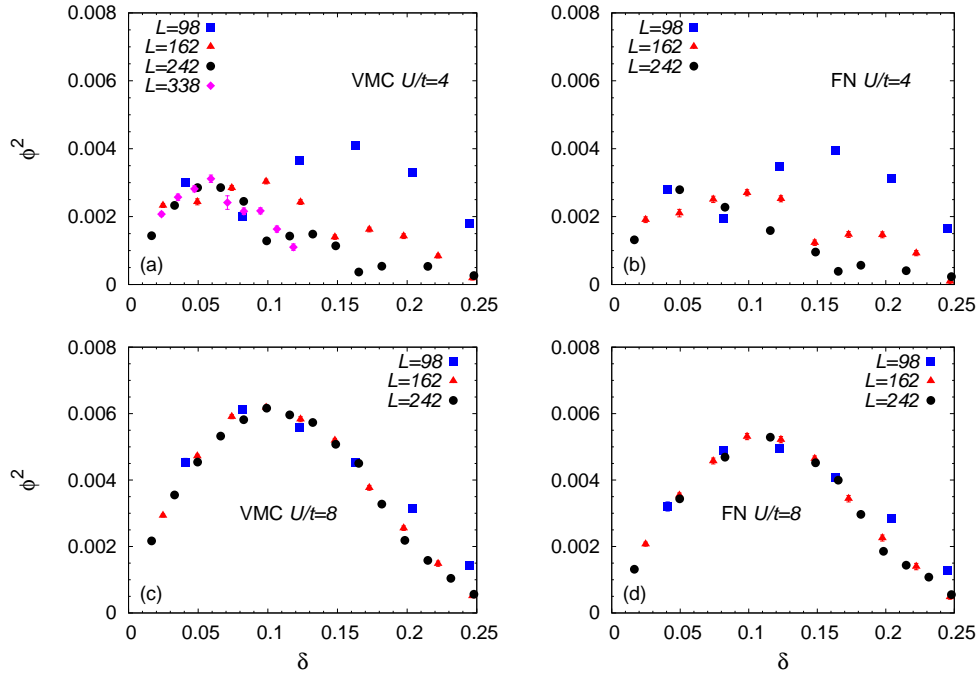 0.008
0.006
0.004
0.002
0
0
0.05
0.1
0.15
0.2
0.25
ϕ²
L=98
L=162
L=242
L=338
VMC U/t=4
(a)
0.008
0.006
0.004
0.002
0
0
0.05
0.1
0.15
0.2
0.25
L=98
L=162
L=242
FN U/t=4
(b)
0.008
0.006
0.004
0.002
0
0
0.05
0.1
0.15
0.2
0.25
ϕ²
δ
L=98
L=162
L=242
VMC U/t=8
(c)
0.008
0.006
0.004
0.002
0
0
0.05
0.1
0.15
0.2
0.25
δ
L=98
L=162
L=242
FN U/t=8
(d)